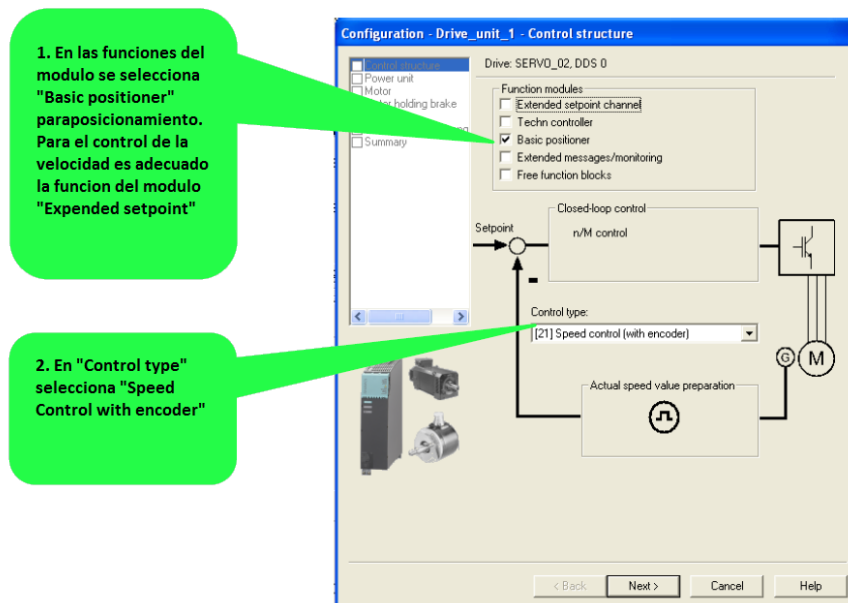 1. En las funciones del
modulo se selecciona
"Basic positioner"
paraposicionamiento.
Para el control de la
velocidad es adecuado
la funcion del modulo
"Expended setpoint"
2. En "Control type"
selecciona "Speed
Control with encoder"
Configuration - Drive_unit_1 - Control structure
Control structure
Power unit
Motor
holding brake
Summary
Drive: SERVO_02, DDS 0
Function modules
Extended setpoint channel
Techn controller
Basic positioner
Extended messages/monitoring
Free function blocks
Closed-loop control
Setpoint
n/M control
Control type:
[21] Speed control (with encoder)
G
M
Actual speed value preparation
< Back
Next >
Cancel
Help